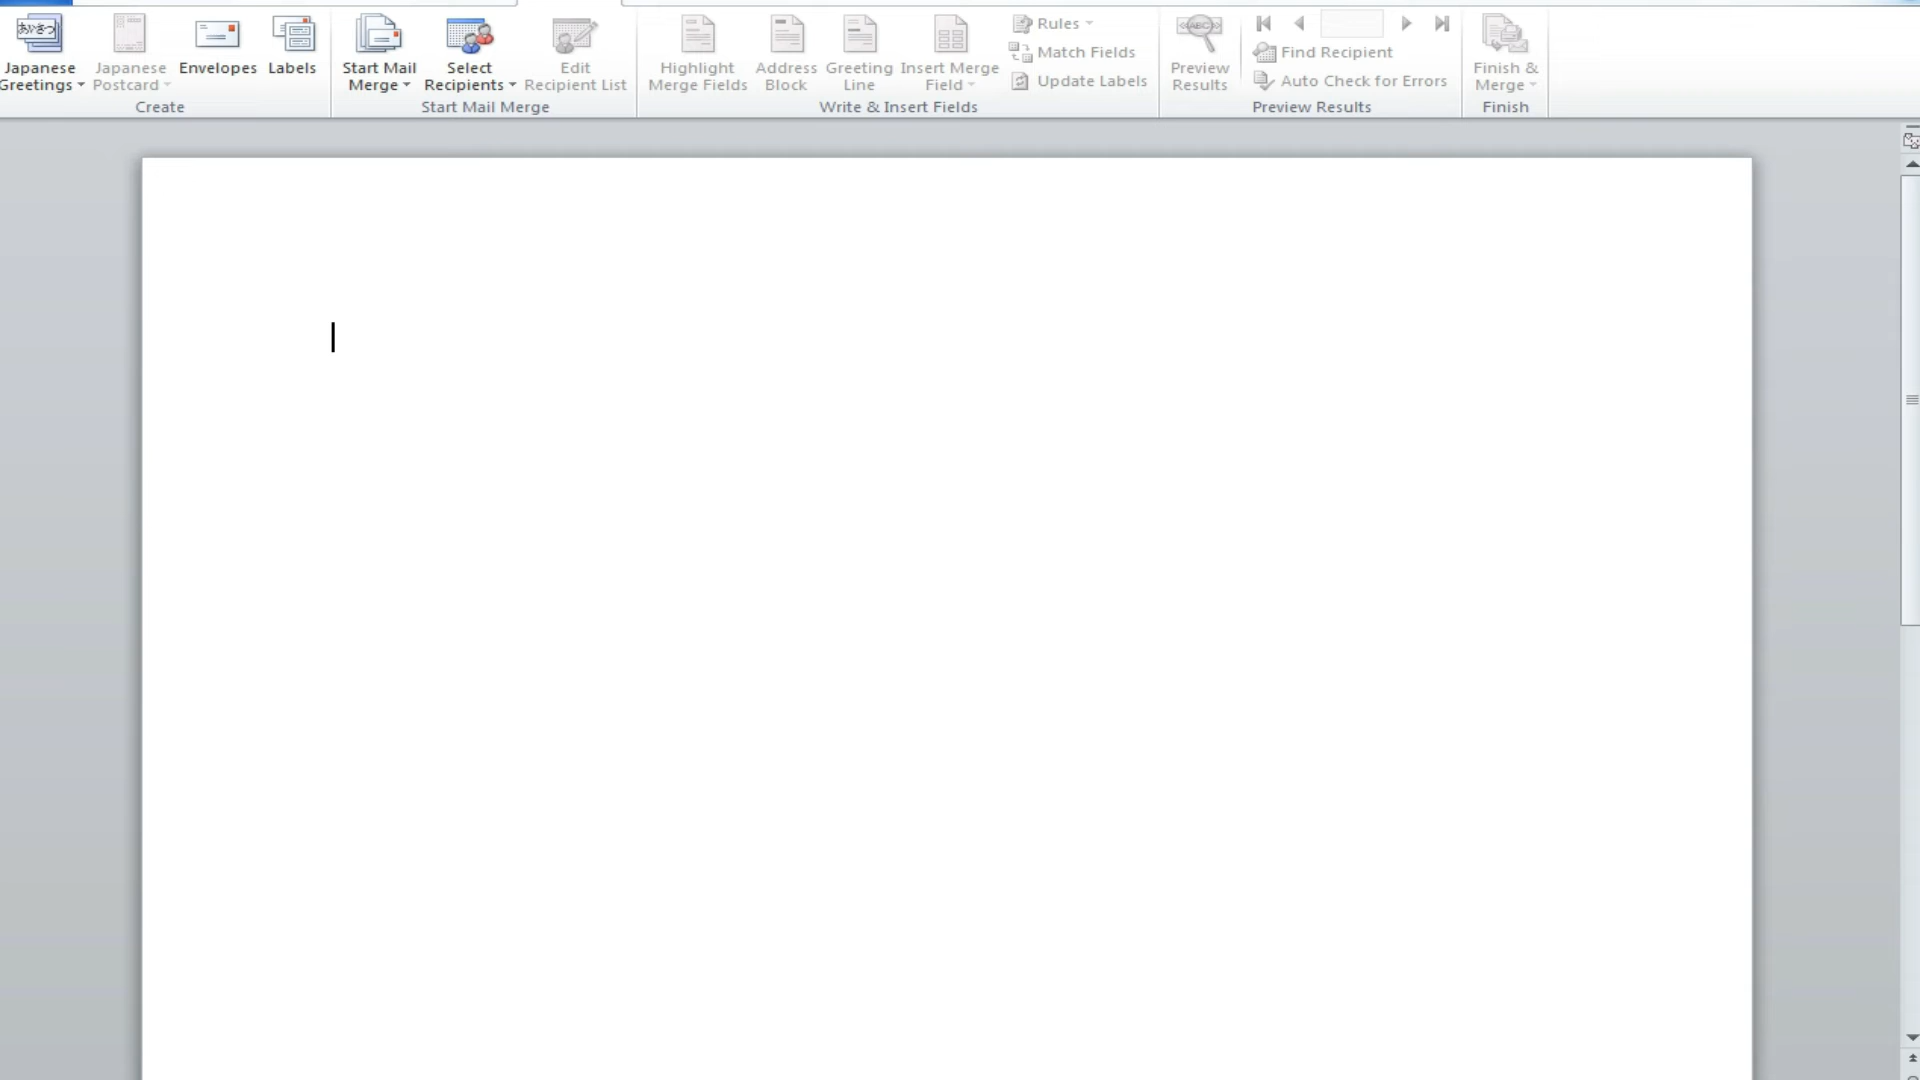 Japanese Greetings
Japanese Postcard
Envelopes
Labels
Create
Start Mail Merge
Select Recipients
Edit Recipient List
Start Mail Merge
Highlight Merge Fields
Address Block
Greeting Line
Insert Merge Field
Rules
Match Fields
Update Labels
Write & Insert Fields
Preview Results
Find Recipient
Auto Check for Errors
Preview Results
Finish & Merge
Finish